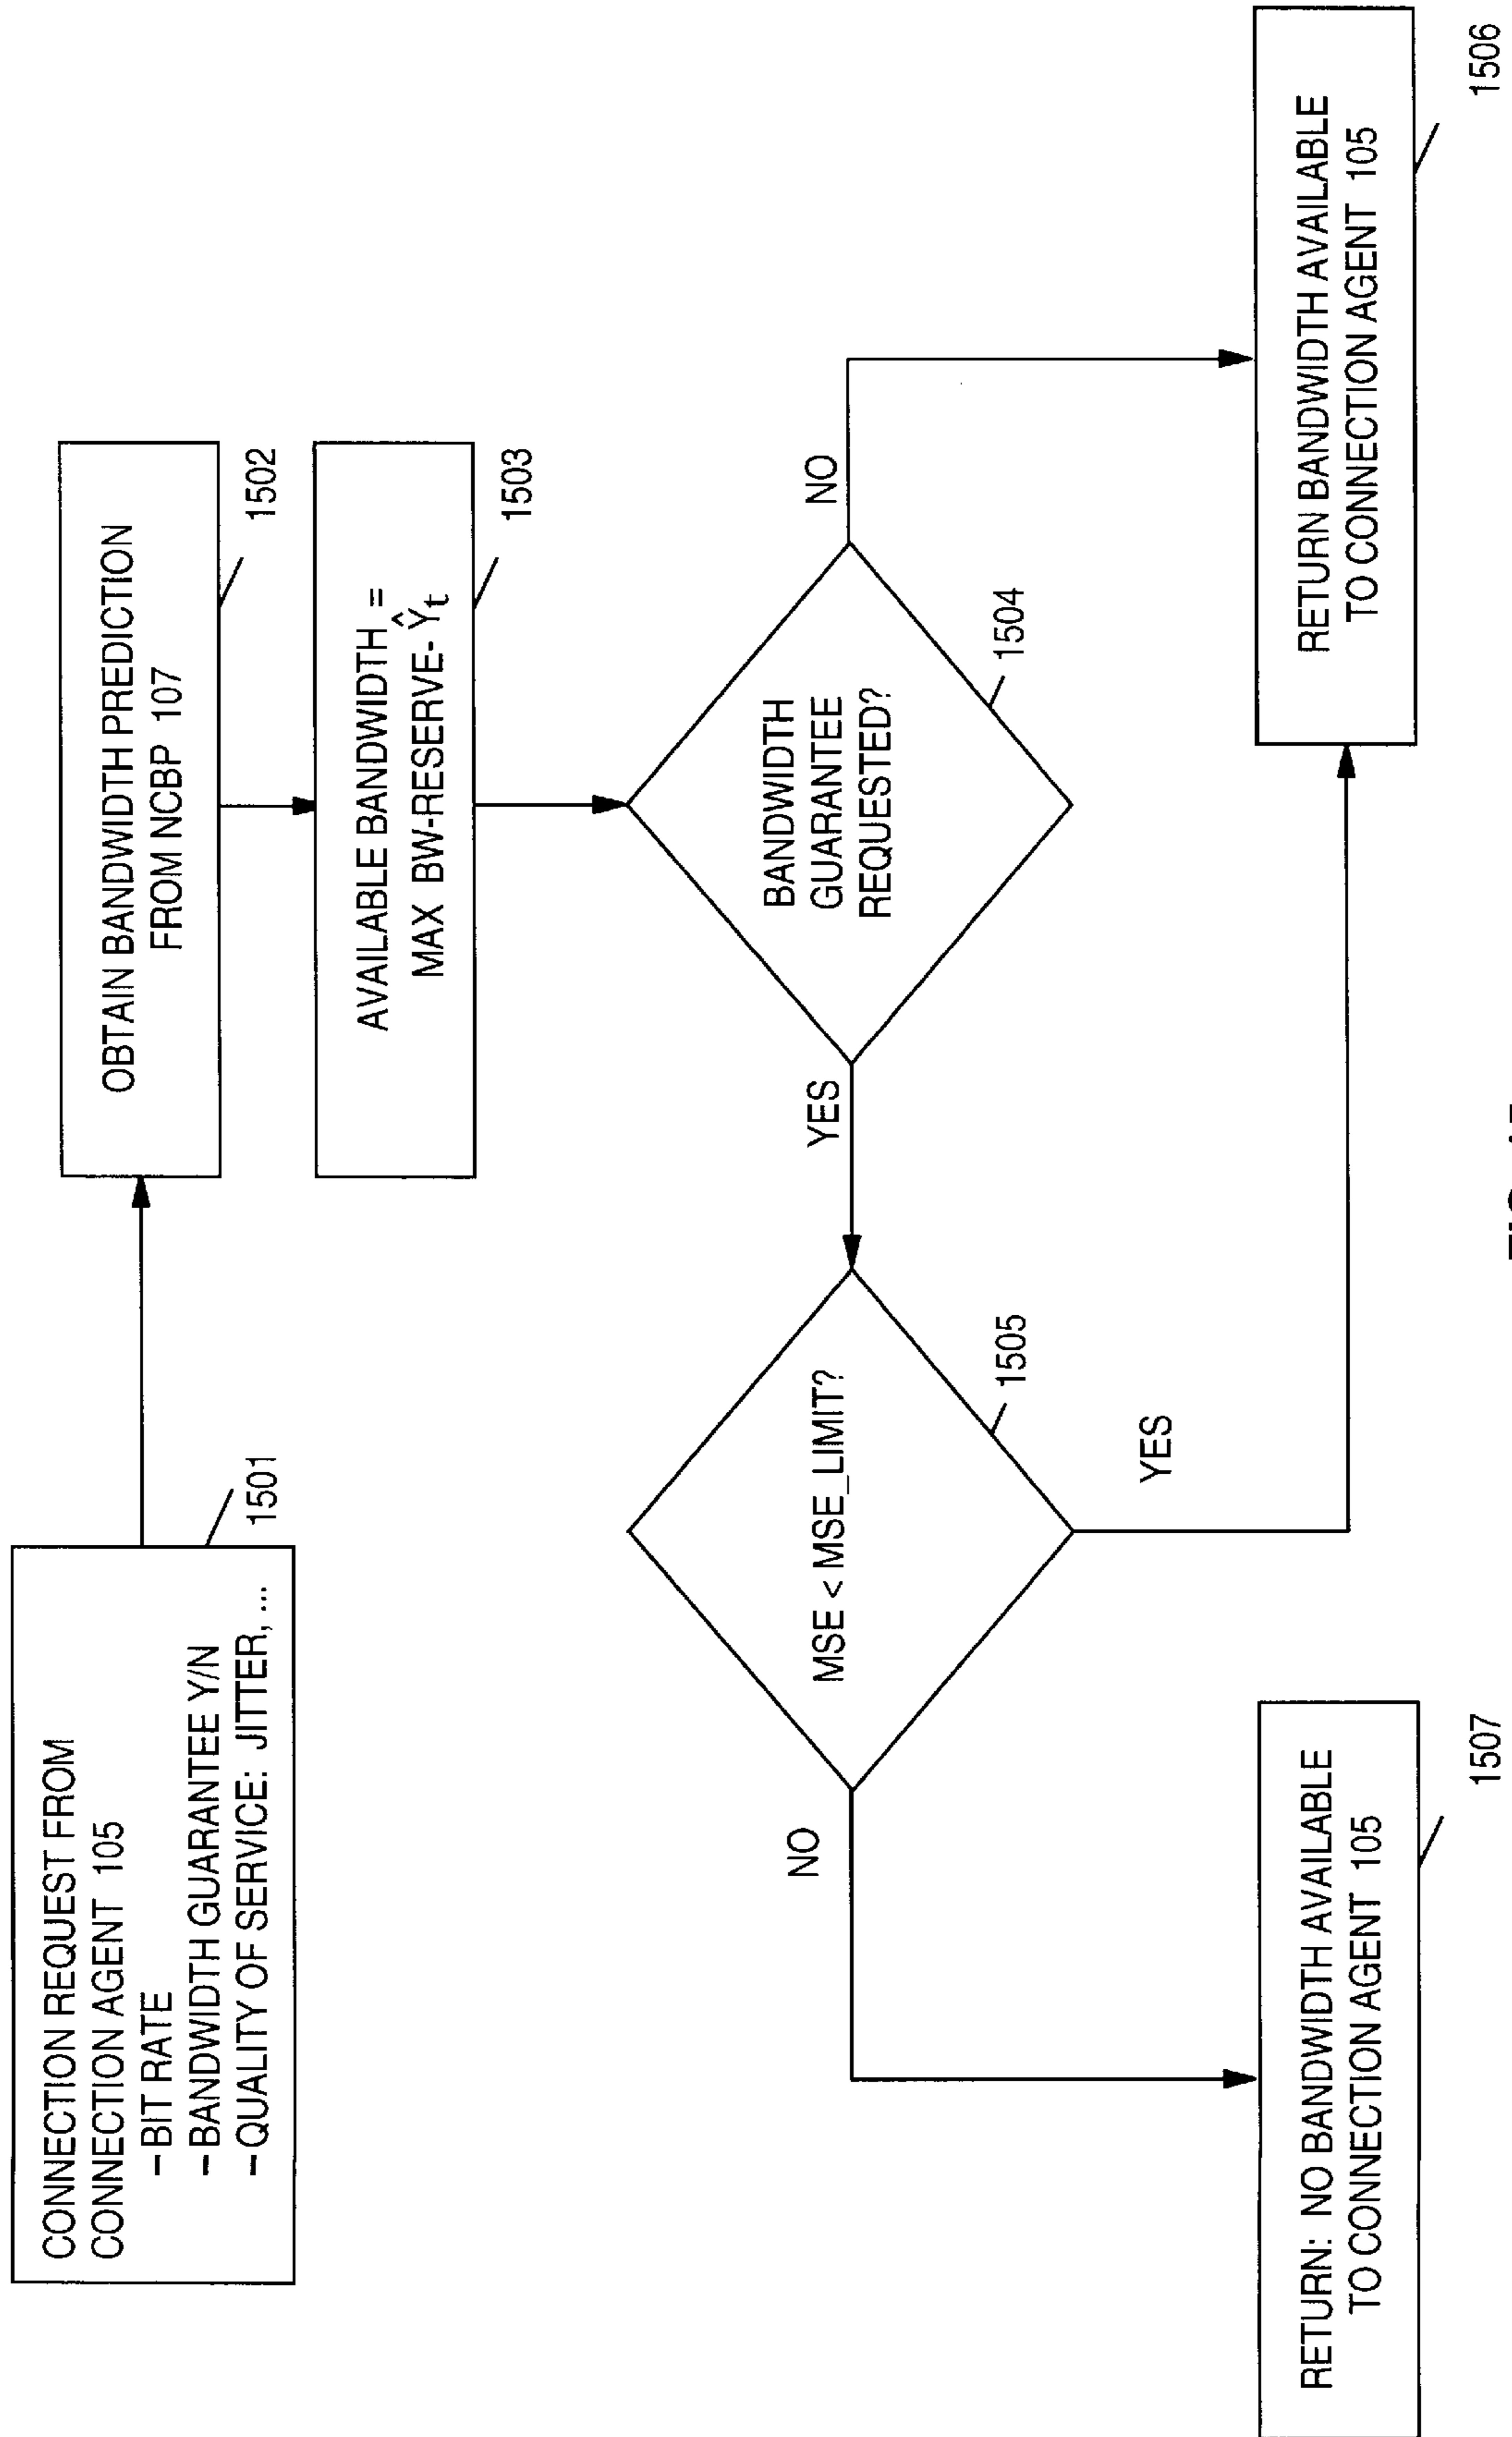 CONNECTION REQUEST FROM
CONNECTION AGENT 105
– BIT RATE
– BANDWIDTH GUARANTEE Y/N
– QUALITY OF SERVICE: JITTER, ...
1501
OBTAIN BANDWIDTH PREDICTION
FROM NCBP 107
1502
AVAILABLE BANDWIDTH =
MAX BW-RESERVE-Ŷt
1503
BANDWIDTH
GUARANTEE
REQUESTED?
1504
YES
NO
MSE < MSE_LIMIT?
1505
NO
YES
RETURN: NO BANDWIDTH AVAILABLE
TO CONNECTION AGENT 105
1507
RETURN BANDWIDTH AVAILABLE
TO CONNECTION AGENT 105
1506